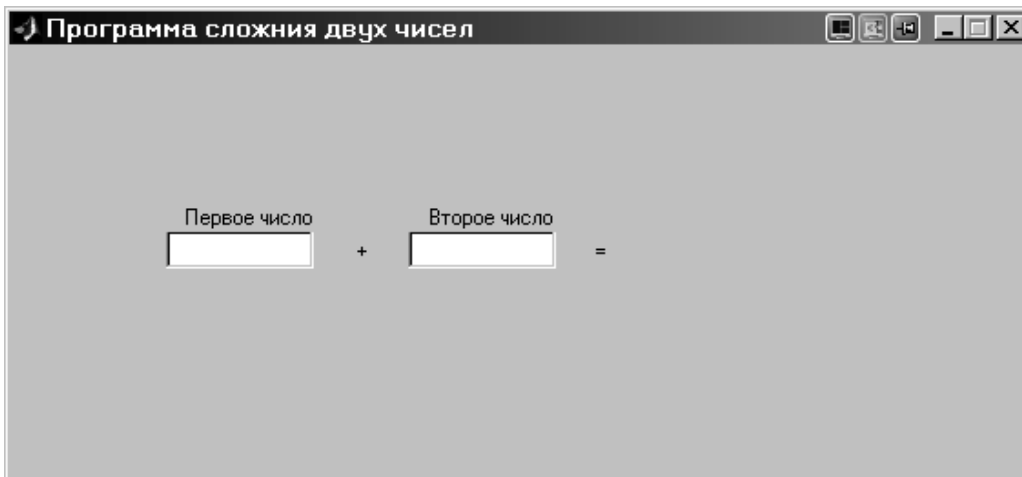 Программа сложния двух чисел
Первое число Второе число
+ =